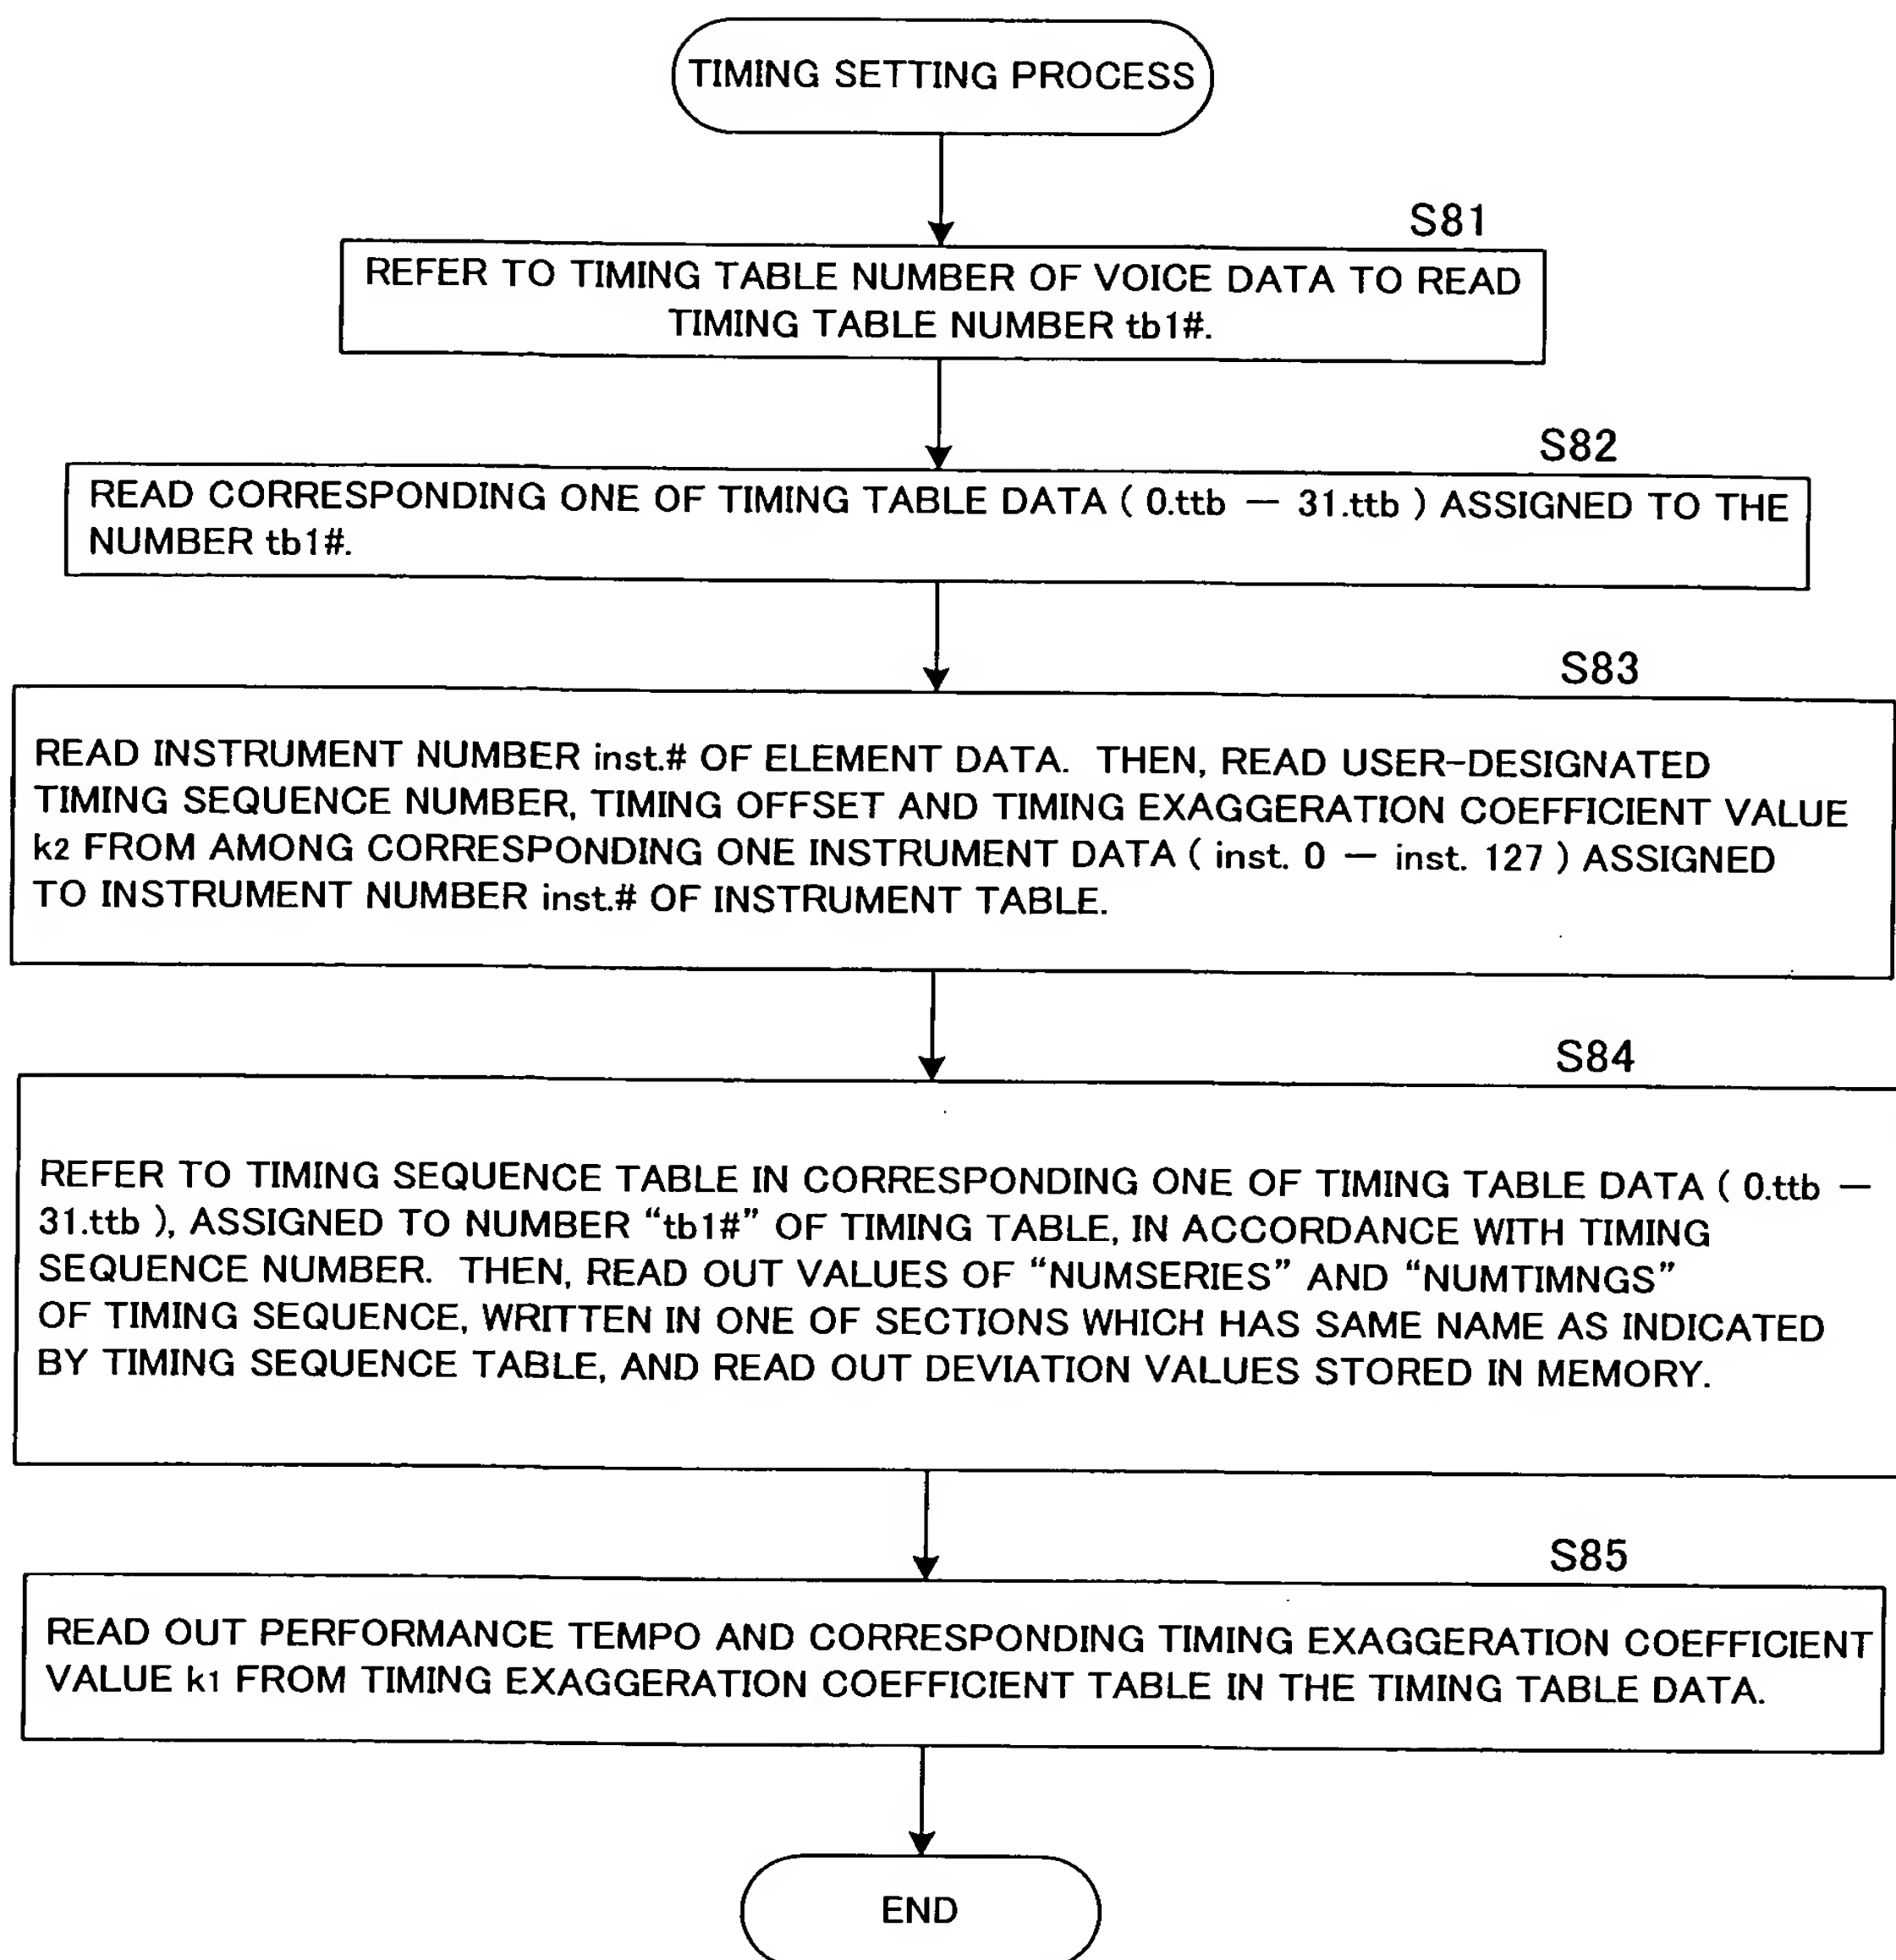 TIMING SETTING PROCESS
S81
REFER TO TIMING TABLE NUMBER OF VOICE DATA TO READ
TIMING TABLE NUMBER tb1#.
S82
READ CORRESPONDING ONE OF TIMING TABLE DATA ( 0.ttb — 31.ttb ) ASSIGNED TO THE
NUMBER tb1#.
S83
READ INSTRUMENT NUMBER inst.# OF ELEMENT DATA. THEN, READ USER-DESIGNATED
TIMING SEQUENCE NUMBER, TIMING OFFSET AND TIMING EXAGGERATION COEFFICIENT VALUE
k2 FROM AMONG CORRESPONDING ONE INSTRUMENT DATA ( inst. 0 — inst. 127 ) ASSIGNED
TO INSTRUMENT NUMBER inst.# OF INSTRUMENT TABLE.
S84
REFER TO TIMING SEQUENCE TABLE IN CORRESPONDING ONE OF TIMING TABLE DATA ( 0.ttb —
31.ttb ), ASSIGNED TO NUMBER “tb1#” OF TIMING TABLE, IN ACCORDANCE WITH TIMING
SEQUENCE NUMBER. THEN, READ OUT VALUES OF “NUMSERIES” AND “NUMTIMNGS”
OF TIMING SEQUENCE, WRITTEN IN ONE OF SECTIONS WHICH HAS SAME NAME AS INDICATED
BY TIMING SEQUENCE TABLE, AND READ OUT DEVIATION VALUES STORED IN MEMORY.
S85
READ OUT PERFORMANCE TEMPO AND CORRESPONDING TIMING EXAGGERATION COEFFICIENT
VALUE k1 FROM TIMING EXAGGERATION COEFFICIENT TABLE IN THE TIMING TABLE DATA.
END